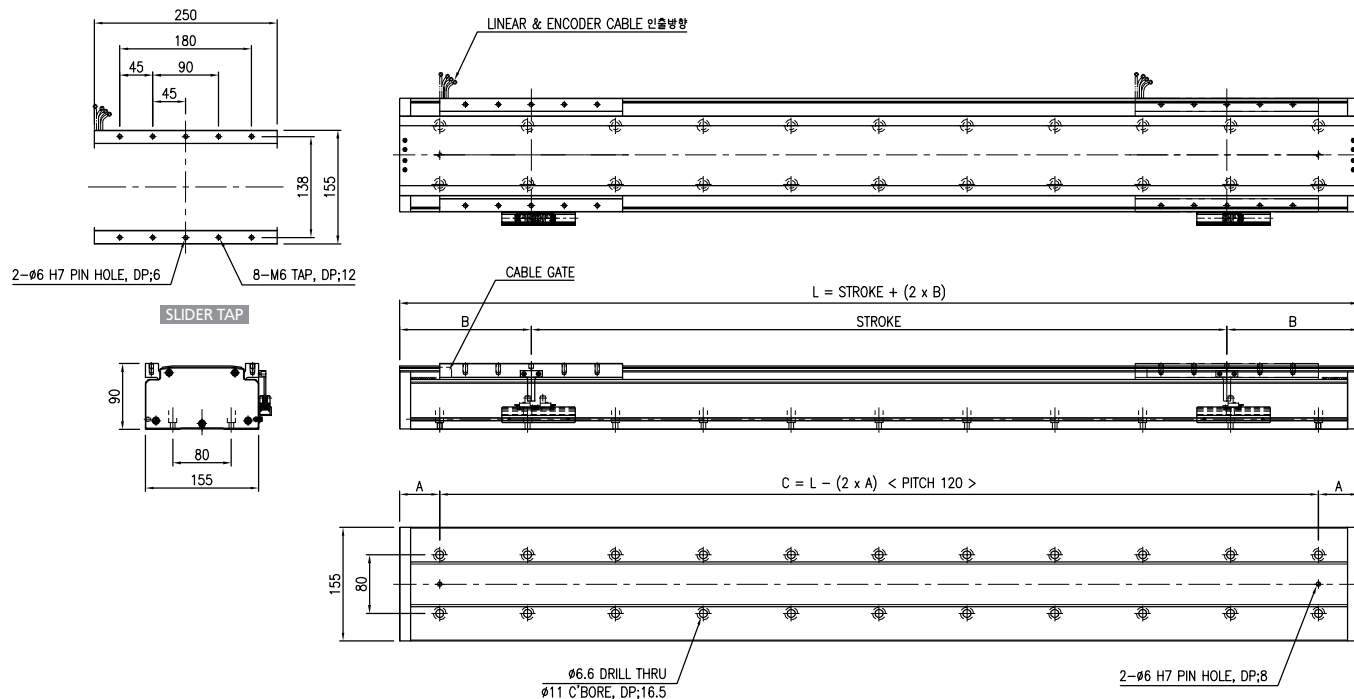 250
180
45
90
45
138
155
2-ø6 H7 PIN HOLE, DP;6
8-M6 TAP, DP;12
SLIDER TAP
LINEAR & ENCODER CABLE 인출방향
CABLE GATE
L = STROKE + (2 x B)
B
STROKE
B
90
80
155
A
C = L - (2 x A) < PITCH 120 >
A
155
80
ø6.6 DRILL THRU
ø11 C'BORE, DP;16.5
2-ø6 H7 PIN HOLE, DP;8